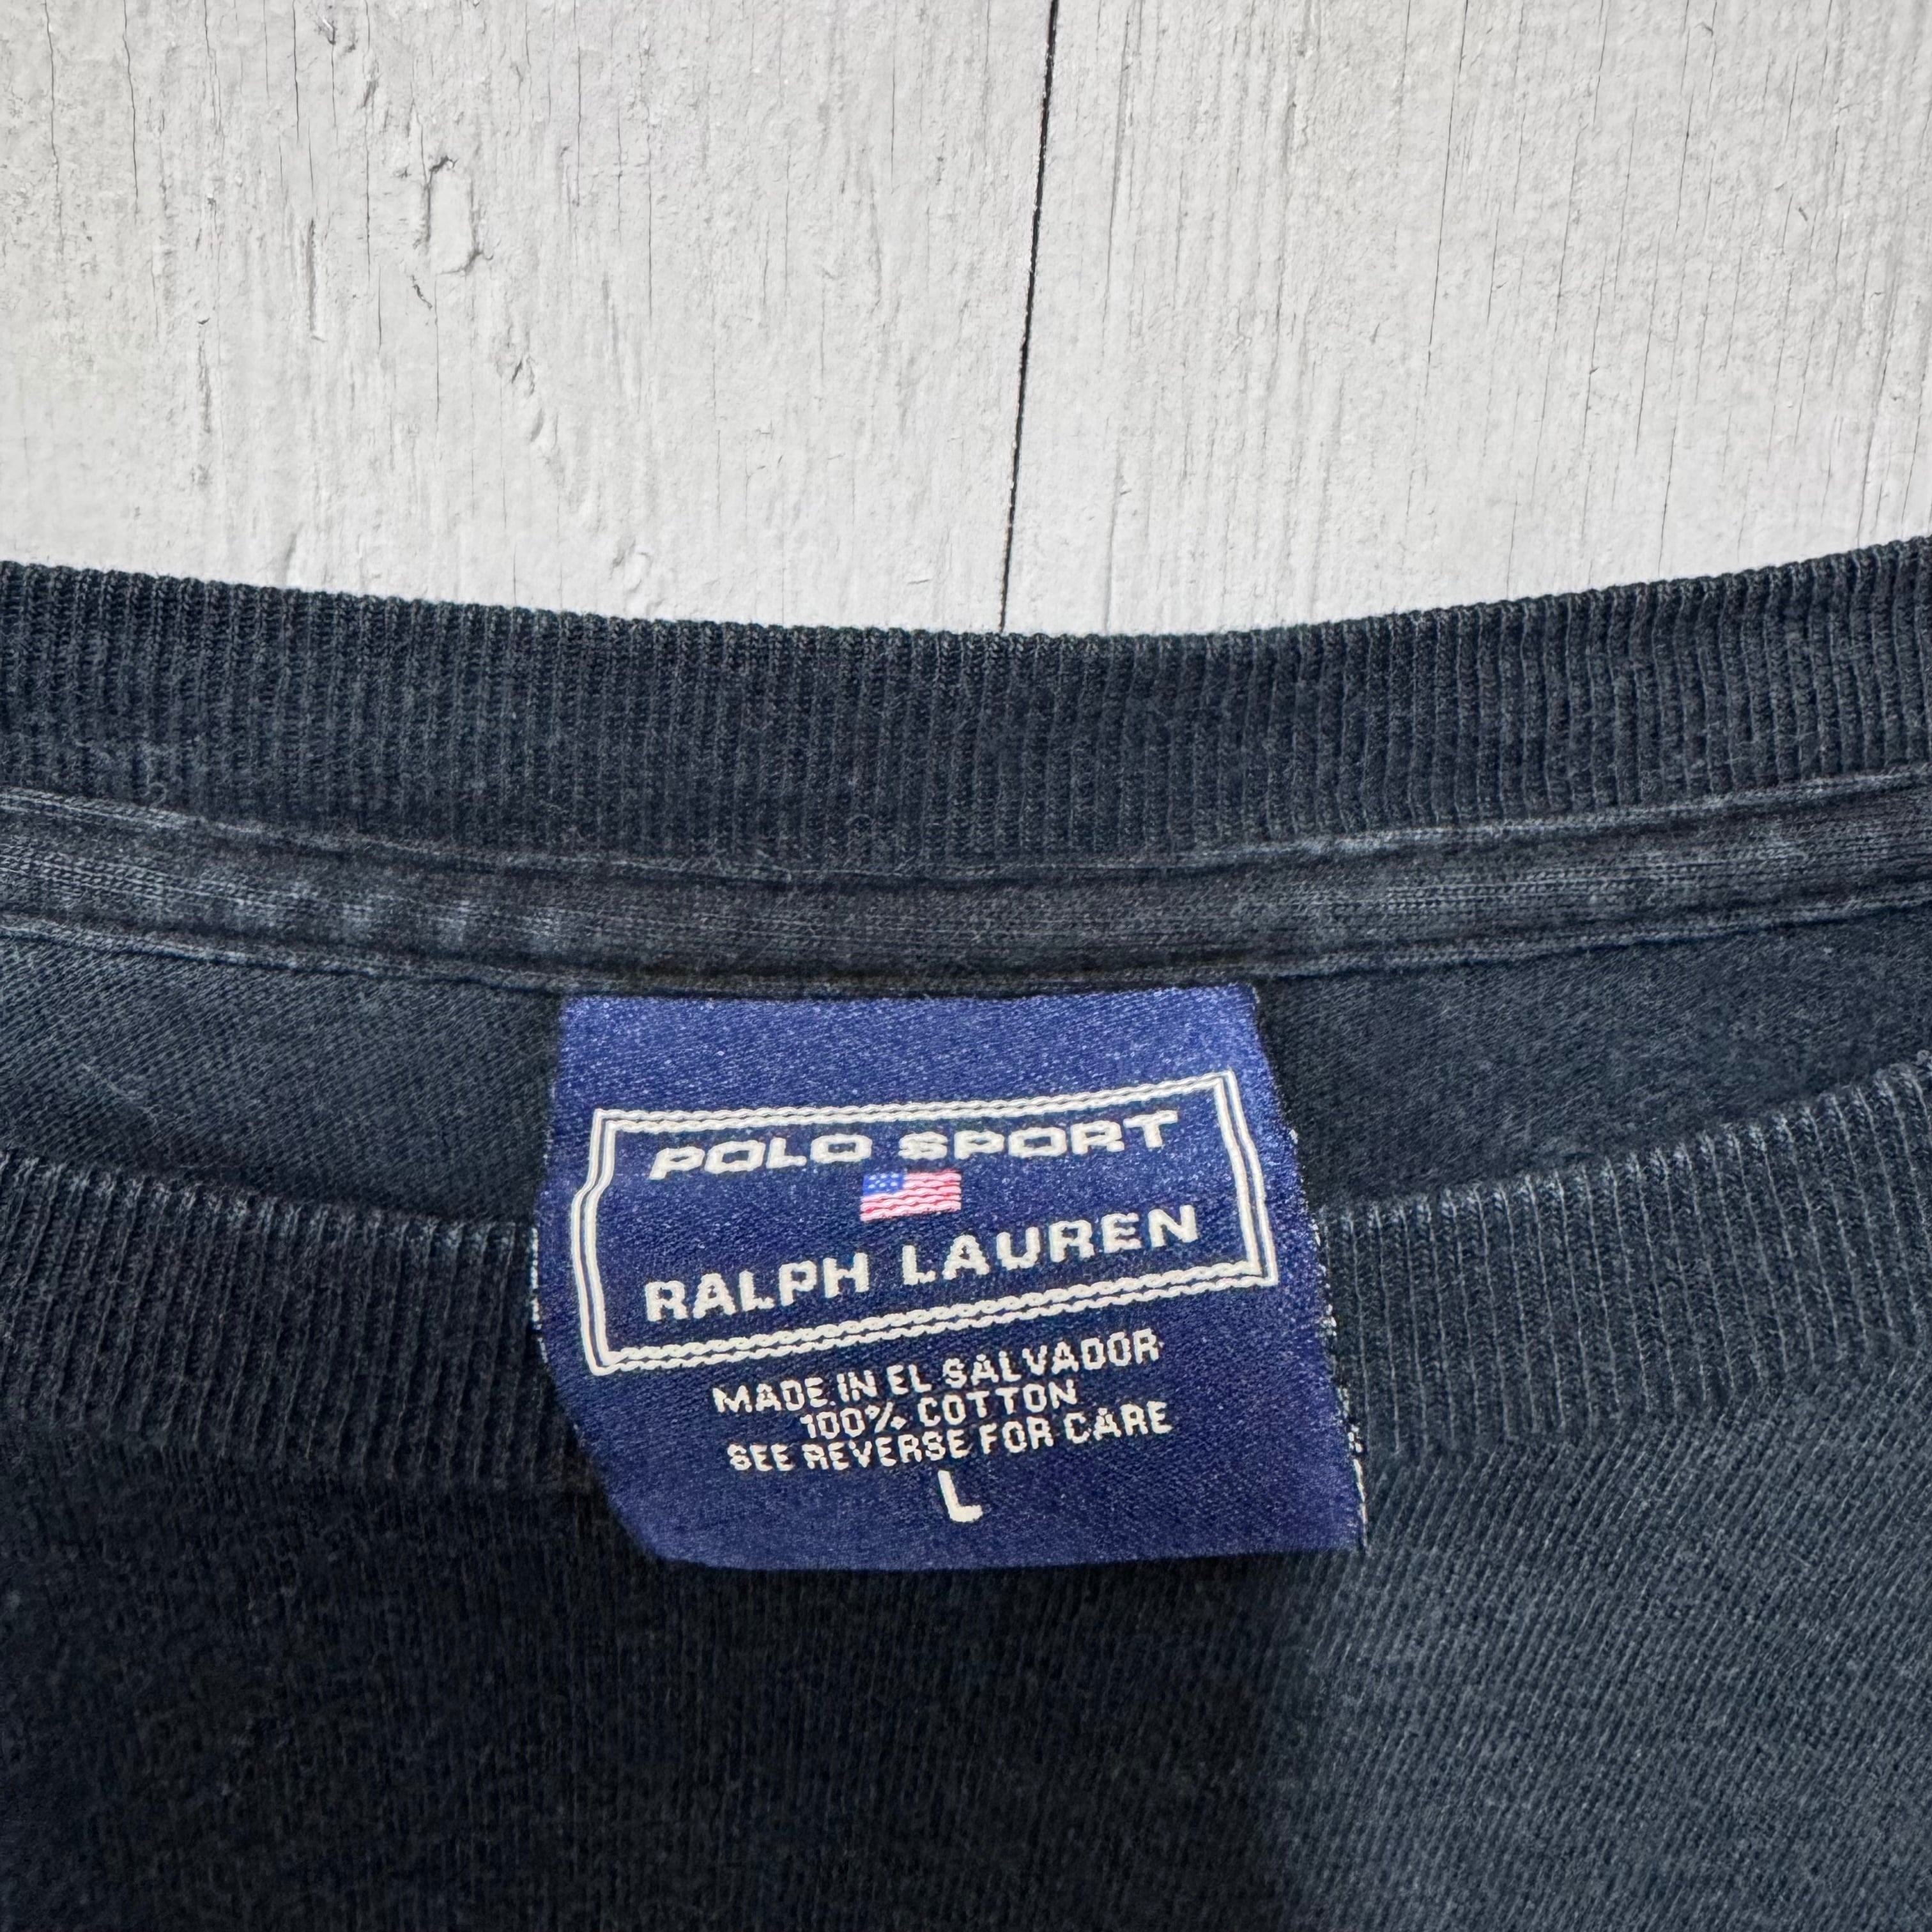 POLO SPORT
RALPH LAUREN
MADE IN EL SALVADOR
100% COTTON
SEE REVERSE FOR CARE
L